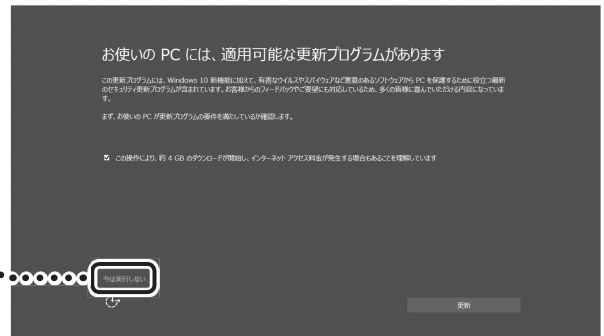 お使いの PC には、適用可能な更新プログラムがあります
この更新プログラムには、Windows 10 新機能に加えて、有害なウイルスやスパイウェアなど悪意のあるソフトウェアから PC を保護するために役立つ最新
のセキュリティ更新プログラムが含まれています。お客様からのフィードバックやご要望にも対応しているため、多くの皆様に喜んでいただける内容になっていま
す。
まず、お使いの PC が更新プログラムの要件を満たしているか確認します。
この操作により、約 4 GB のダウンロードが開始し、インターネット アクセス料金が発生する場合もあることを理解しています
今は実行しない
更新